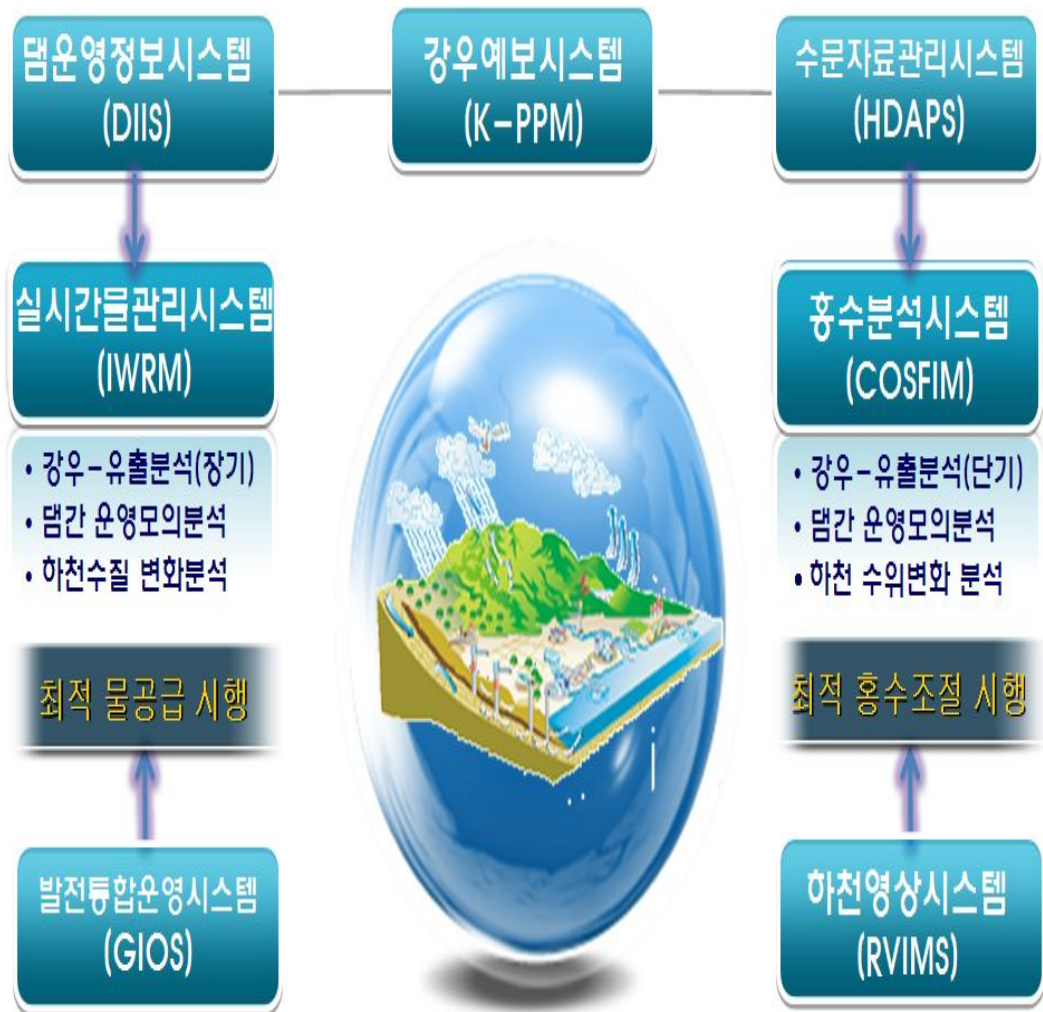 댐운영정보시스템
(DIIS)
강우예보시스템
(K-PPM)
수문자료관리시스템
(HDAPS)
실시간물관리시스템
(IWRM)
• 강우-유출분석(장기)
• 댐간 운영모의분석
• 하천수질 변화분석
최적 물공급 시행
발전통합운영시스템
(GIOS)
홍수분석시스템
(COSFIM)
• 강우-유출분석(단기)
• 댐간 운영모의분석
• 하천 수위변화 분석
최적 홍수조절 시행
하천영상시스템
(RVIMS)